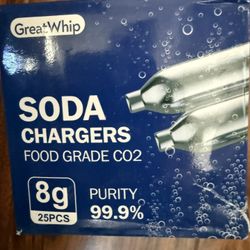 GreatWhip
SODA
CHARGERS
FOOD GRADE CO2
8g
25PCS
PURITY
99.9%